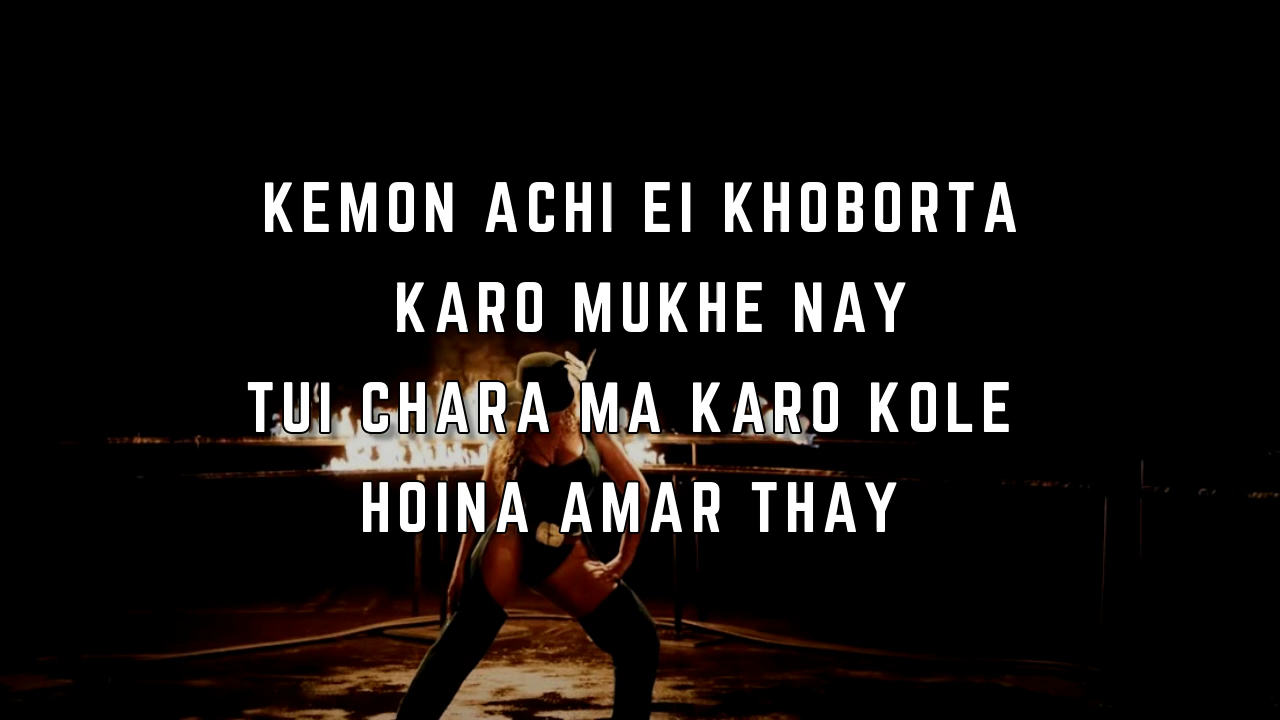 KEMON ACHI EI KHOBORTA
KARO MUKHE NAY
TUI CHARA MA KARO KOLE
HOINA AMAR THAY